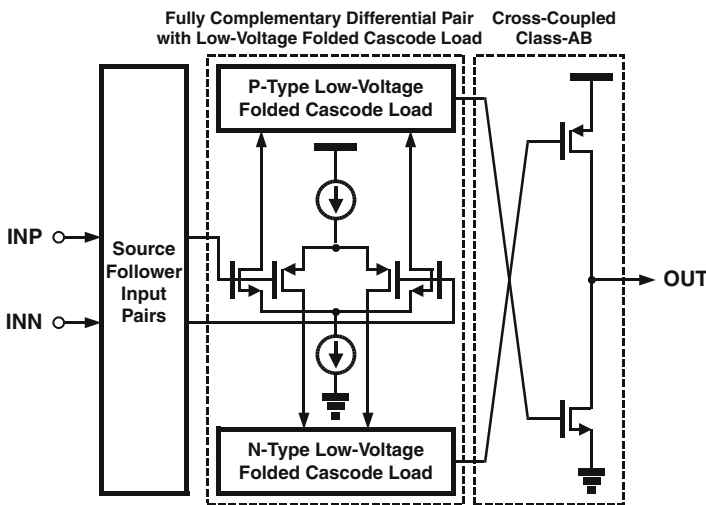 Fully Complementary Differential Pair
with Low-Voltage Folded Cascode Load
Cross-Coupled
Class-AB
P-Type Low-Voltage
Folded Cascode Load
INP
INN
Source
Follower
Input
Pairs
OUT
N-Type Low-Voltage
Folded Cascode Load